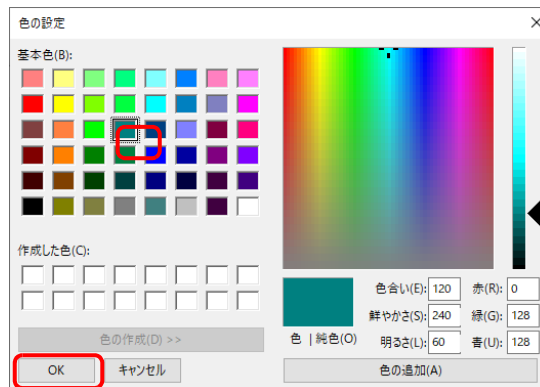 色の設定
基本色(B):
作成した色(C):
色の作成(D) >>
OK
キャンセル
色 | 純色(O)
色合い(E): 120
鮮やかさ(S): 240
明るさ(L): 60
赤(R): 0
緑(G): 128
青(U): 128
色の追加(A)